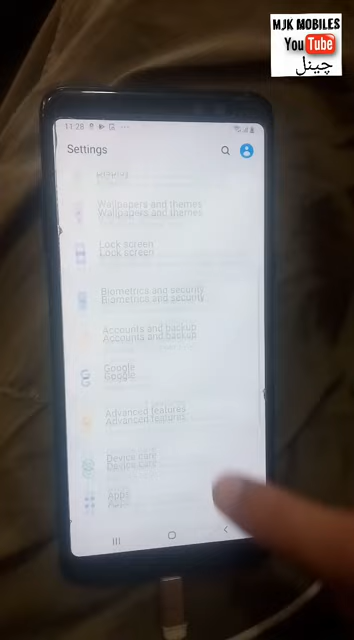 MJK MOBILES
YouTube
چینل
11:28
Settings
Wallpapers and themes
Lock screen
Biometrics and security
Accounts and backup
Google
Advanced features
Device care
Apps